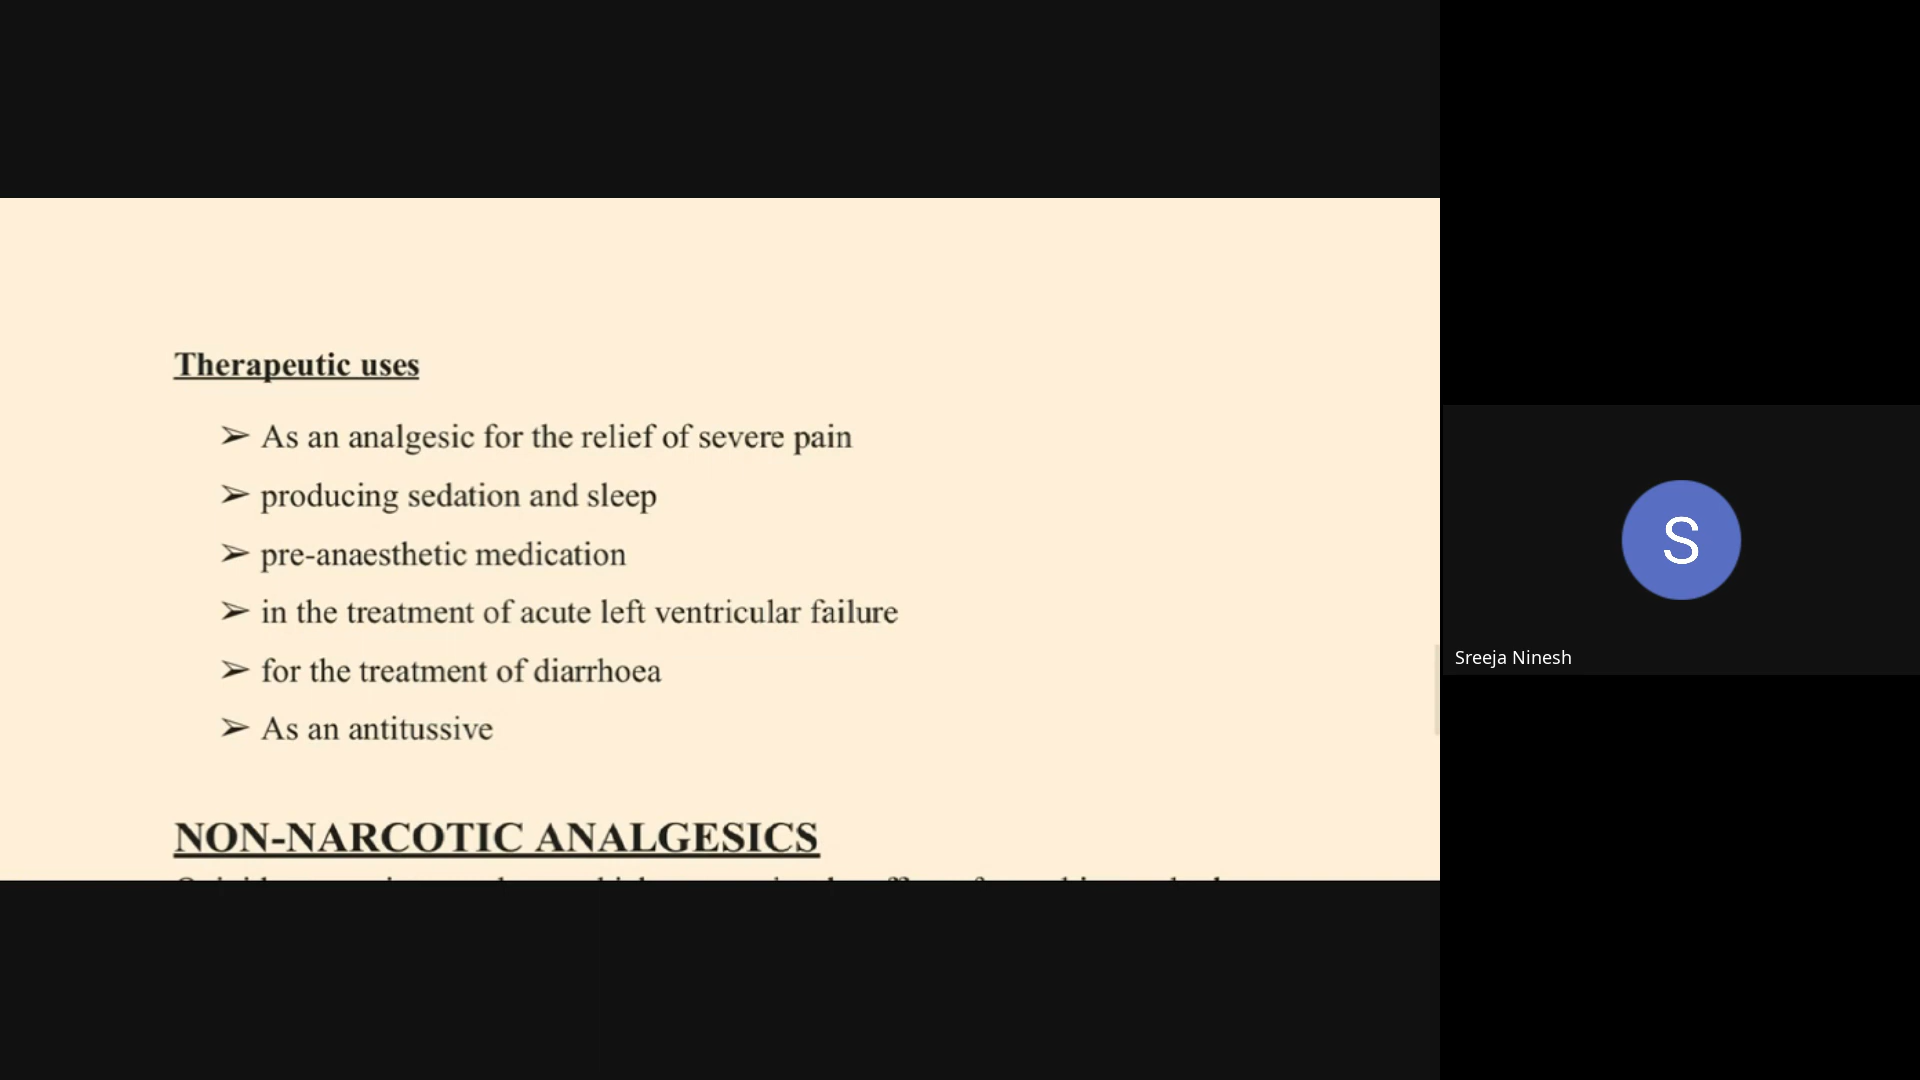 Therapeutic uses
➢ As an analgesic for the relief of severe pain
➢ producing sedation and sleep
➢ pre-anaesthetic medication
➢ in the treatment of acute left ventricular failure
➢ for the treatment of diarrhoea
➢ As an antitussive
NON-NARCOTIC ANALGESICS
S
Sreeja Ninesh